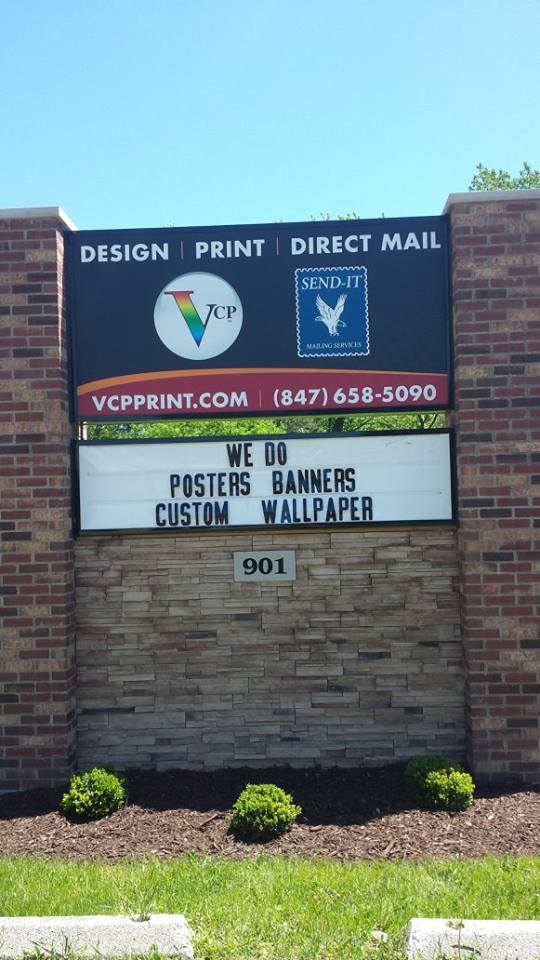 DESIGN | PRINT | DIRECT MAIL
VCP
SEND-IT
MAILING SERVICES
VCPPRINT.COM | (847) 658-5090
WE DO
POSTERS BANNERS
CUSTOM WALLPAPER
901